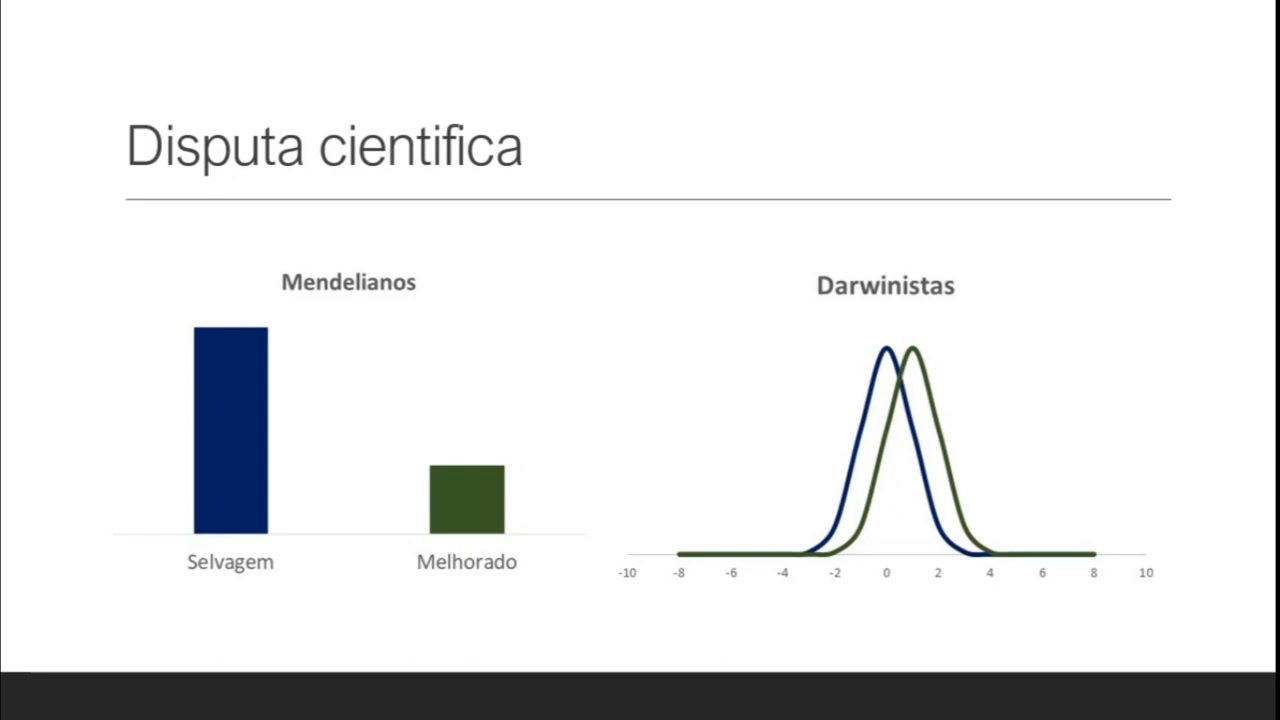 Disputa cientifica
Mendelianos
Selvagem Melhorado
Darwinistas
-10 -8 -6 -4 -2 0 2 4 6 8 10